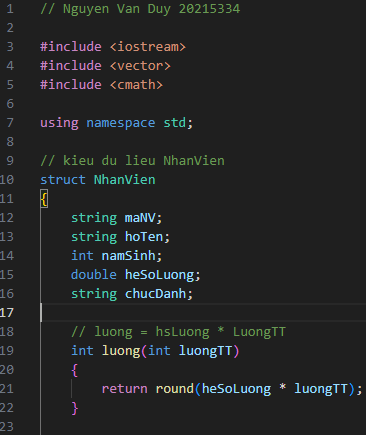 1 // Nguyen Van Duy 20215334
2
3 #include <iostream>
4 #include <vector>
5 #include <cmath>
6
7 using namespace std;
8
9 // kieu du lieu NhanVien
10 struct NhanVien
11 {
12     string maNV;
13     string hoTen;
14     int namSinh;
15     double heSoLuong;
16     string chucDanh;
17
18     // luong = hsLuong * LuongTT
19     int luong(int luongTT)
20     {
21         return round(heSoLuong * luongTT);
22     }
23